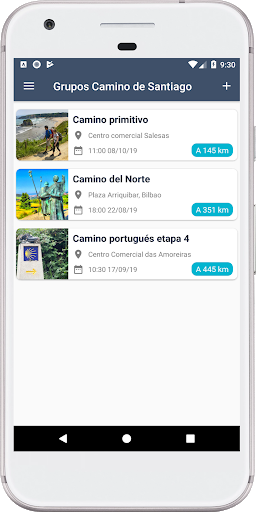 9:30
Grupos Camino de Santiago
Camino primitivo
Centro comercial Salesas
11:00 08/10/19
A 145 km
Camino del Norte
Plaza Arriquibar, Bilbao
18:00 22/08/19
A 351 km
Camino portugués etapa 4
Centro Comercial das Amoreiras
10:30 17/09/19
A 445 km